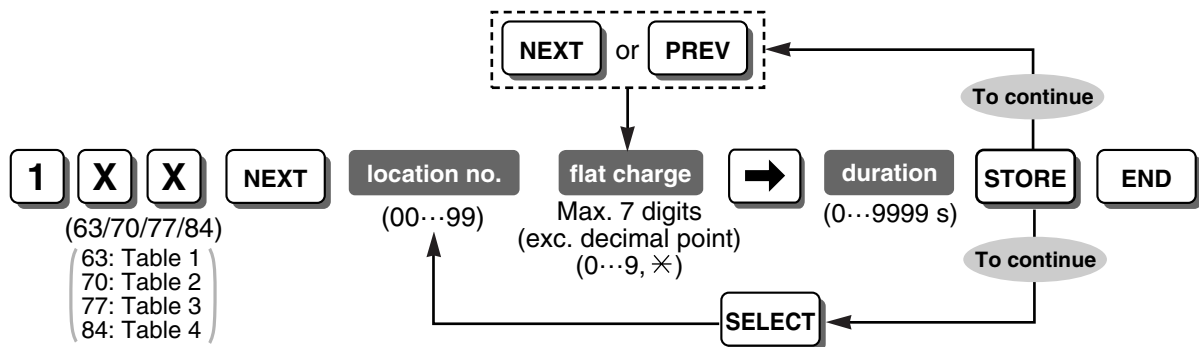 NEXT or PREV
To continue
1 X X NEXT location no. flat charge ➡ duration STORE END
(63/70/77/84)
63: Table 1
70: Table 2
77: Table 3
84: Table 4
(00···99)
Max. 7 digits
(exc. decimal point)
(0···9, ✳)
(0···9999 s)
To continue
SELECT